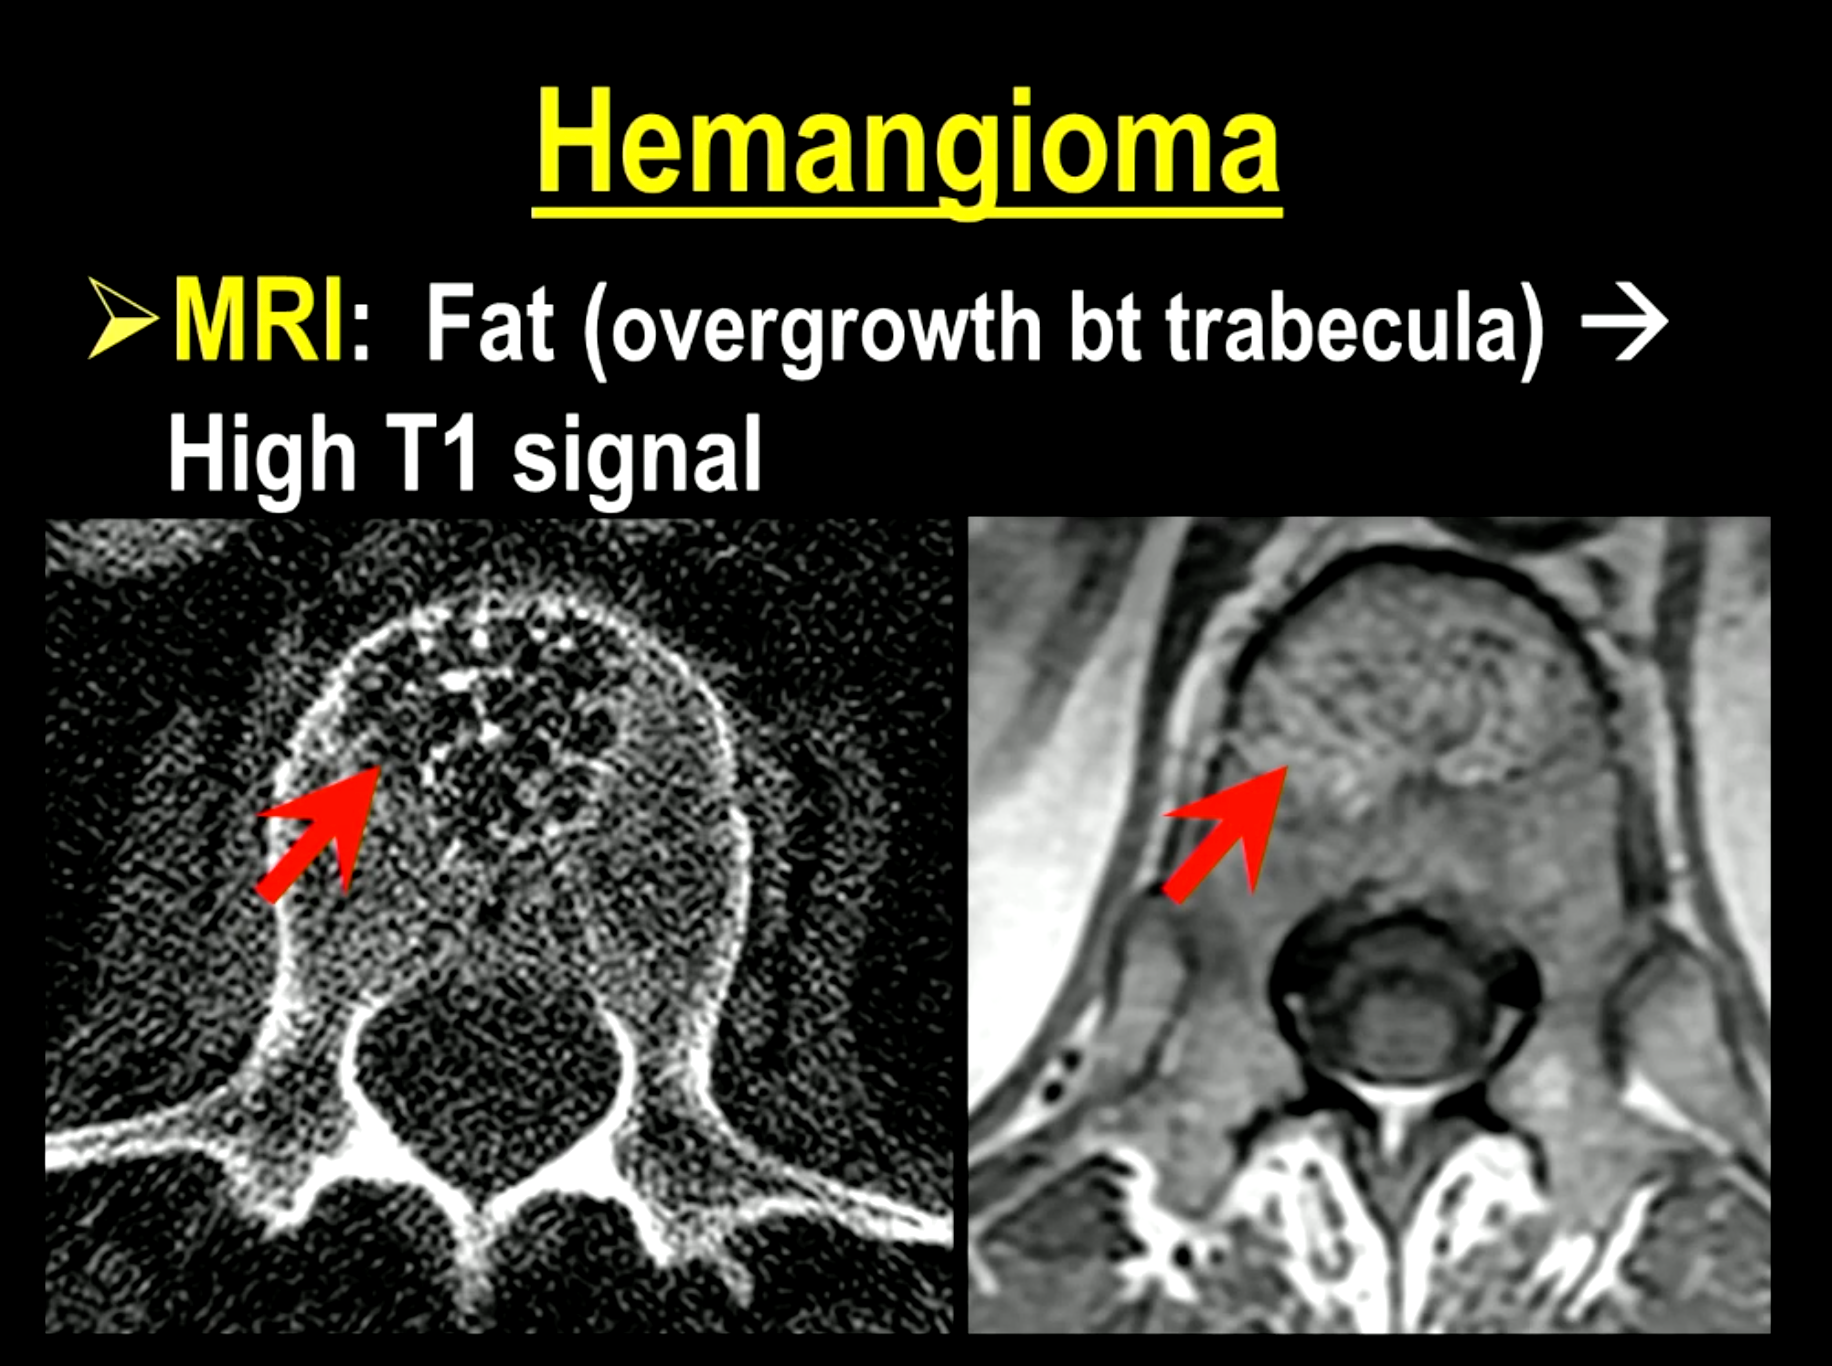 Hemangioma
➢MRI: Fat (overgrowth bt trabecula) →
High T1 signal